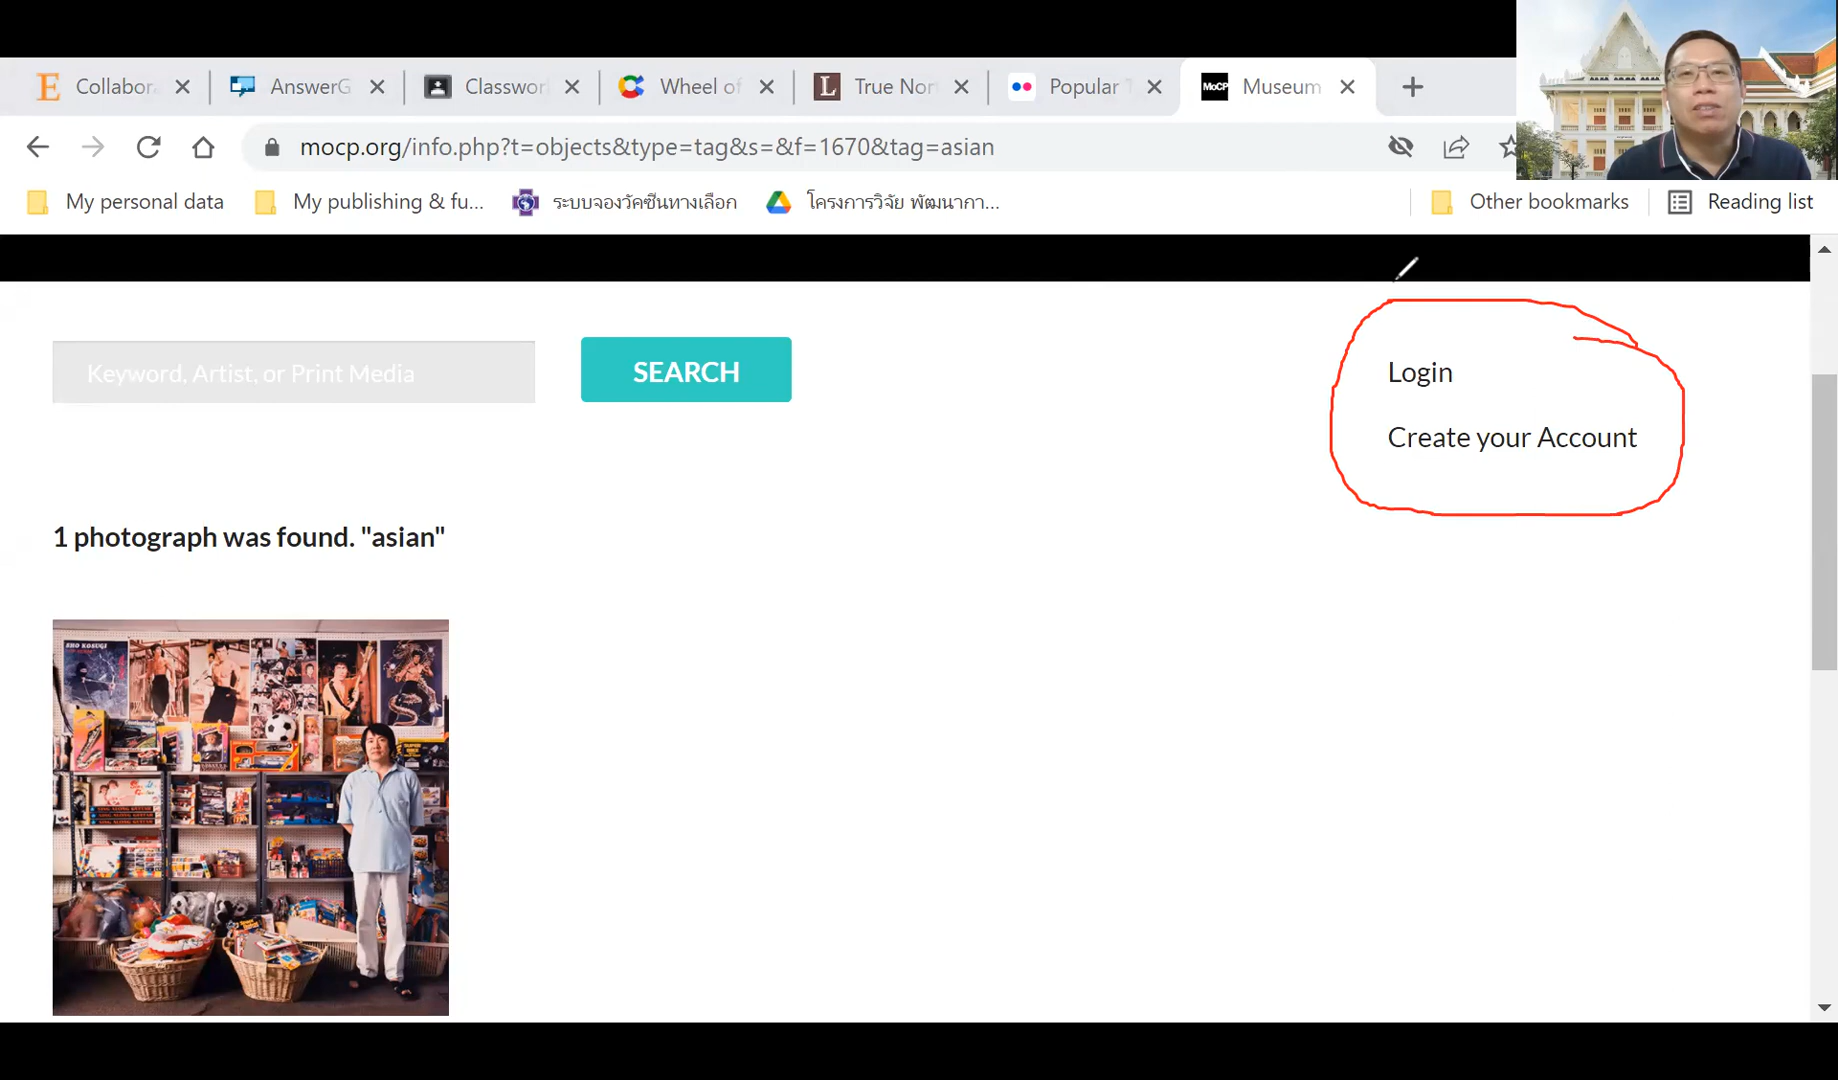 Collabor
AnswerG
Classwor
Wheel of
True Nor
Popular T
MoCP
Museum
mocp.org/info.php?t=objects&type=tag&s=&f=1670&tag=asian
My personal data
My publishing & fu...
ระบบจองวัคซีนทางเลือก
โครงการวิจัย พัฒนากา...
Other bookmarks
Reading list
Keyword, Artist, or Print Media
SEARCH
Login
Create your Account
1 photograph was found. "asian"
SHO KOSUGI